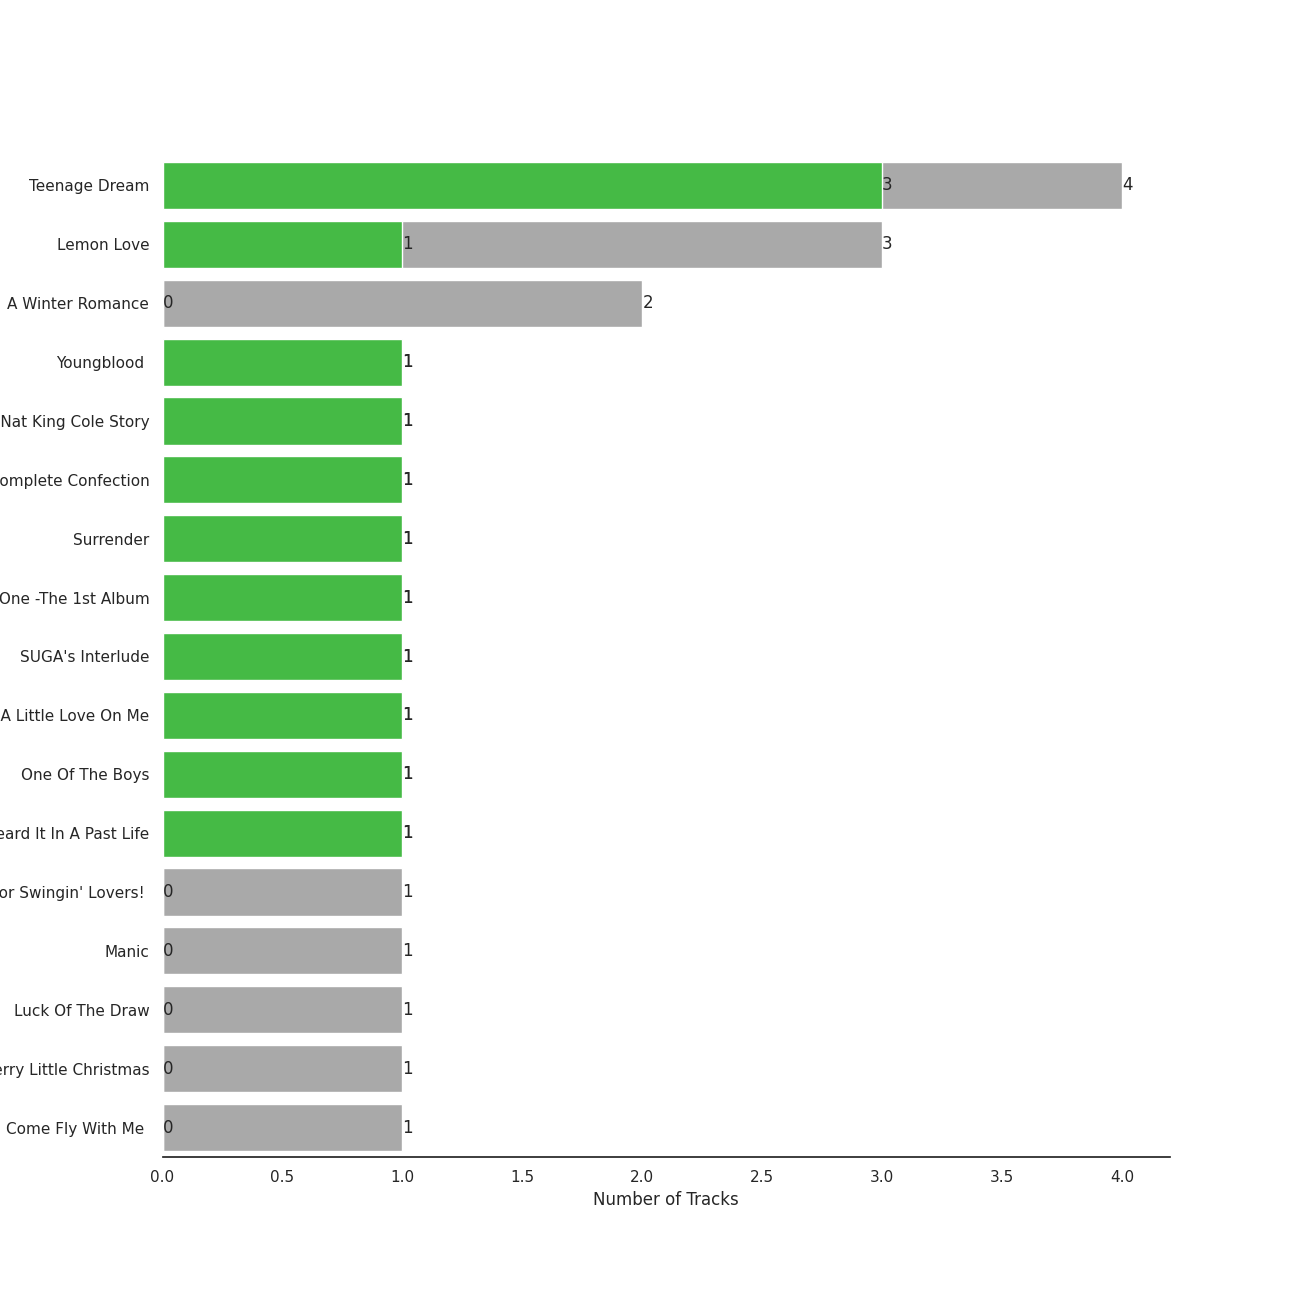 Teenage Dream 3 4
Lemon Love 1 3
A Winter Romance 0 2
Youngblood 1
Nat King Cole Story 1
omplete Confection 1
Surrender 1
One -The 1st Album 1
SUGA's Interlude 1
A Little Love On Me 1
One Of The Boys 1
eard It In A Past Life 1
or Swingin' Lovers! 0 1
Manic 0 1
Luck Of The Draw 0 1
erry Little Christmas 0 1
Come Fly With Me 0 1
0.0 0.5 1.0 1.5 2.0 2.5 3.0 3.5 4.0
Number of Tracks